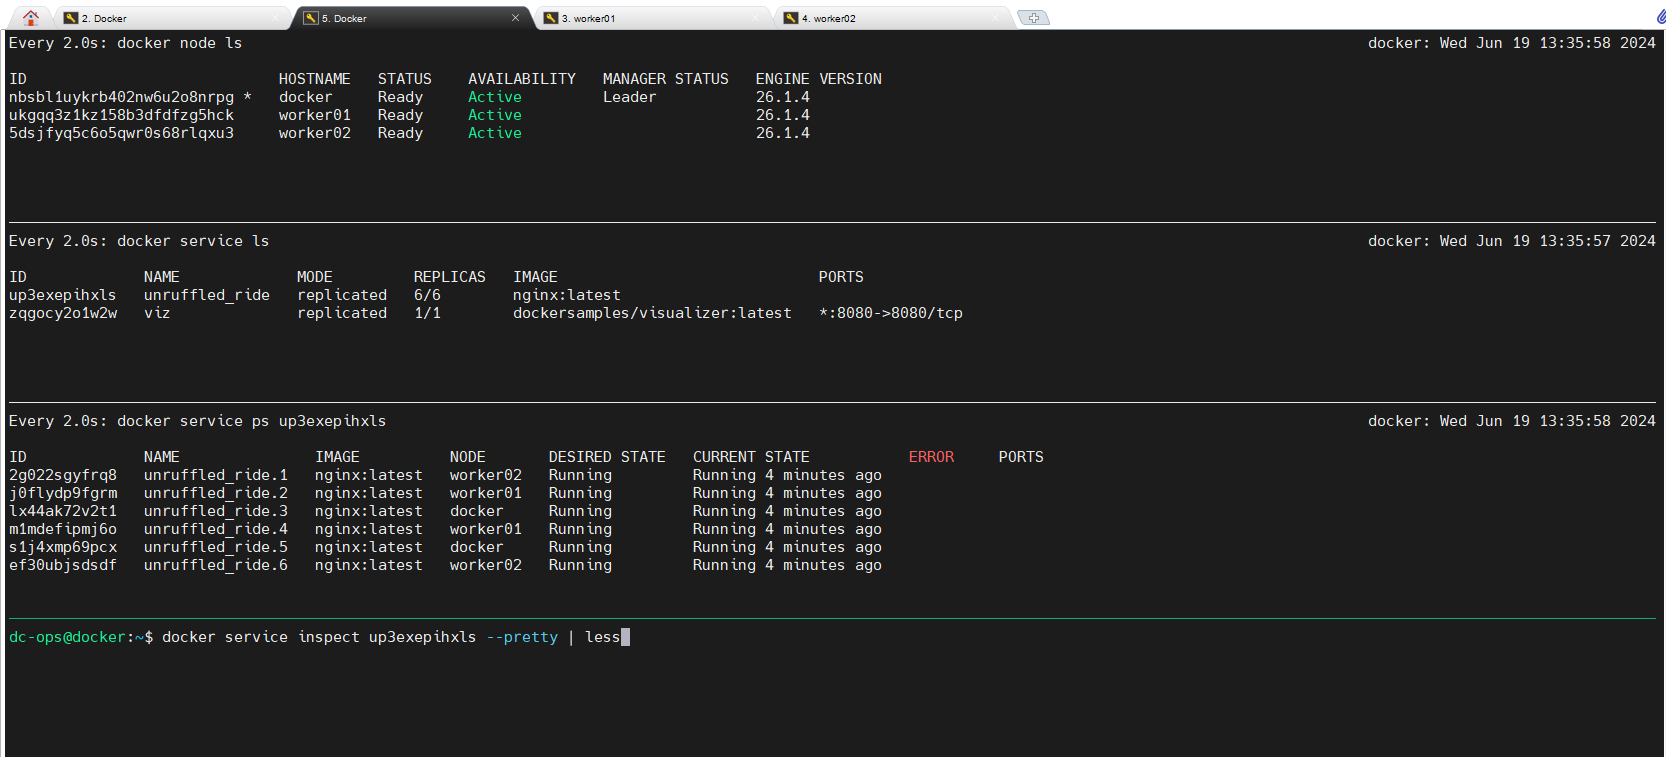 2. Docker 5. Docker 3. worker01 4. worker02
Every 2.0s: docker node ls docker: Wed Jun 19 13:35:58 2024
ID HOSTNAME STATUS AVAILABILITY MANAGER STATUS ENGINE VERSION
nbsbl1uykrb402nw6u2o8nrpg * docker Ready Active Leader 26.1.4
ukgqq3z1kz158b3dfdfzg5hck worker01 Ready Active 26.1.4
5dsjfyq5c6o5qwr0s68rlqxu3 worker02 Ready Active 26.1.4
Every 2.0s: docker service ls docker: Wed Jun 19 13:35:57 2024
ID NAME MODE REPLICAS IMAGE PORTS
up3exepihxls unruffled_ride replicated 6/6 nginx:latest
zqgocy2o1w2w viz replicated 1/1 dockersamples/visualizer:latest *:8080->8080/tcp
Every 2.0s: docker service ps up3exepihxls docker: Wed Jun 19 13:35:58 2024
ID NAME IMAGE NODE DESIRED STATE CURRENT STATE ERROR PORTS
2g022sgyfrq8 unruffled_ride.1 nginx:latest worker02 Running Running 4 minutes ago
j0flydp9fgrm unruffled_ride.2 nginx:latest worker01 Running Running 4 minutes ago
lx44ak72v2t1 unruffled_ride.3 nginx:latest docker Running Running 4 minutes ago
m1mdefipmj6o unruffled_ride.4 nginx:latest worker01 Running Running 4 minutes ago
s1j4xmp69pcx unruffled_ride.5 nginx:latest docker Running Running 4 minutes ago
ef30ubjsdsdf unruffled_ride.6 nginx:latest worker02 Running Running 4 minutes ago
dc-ops@docker:~$ docker service inspect up3exepihxls --pretty | less